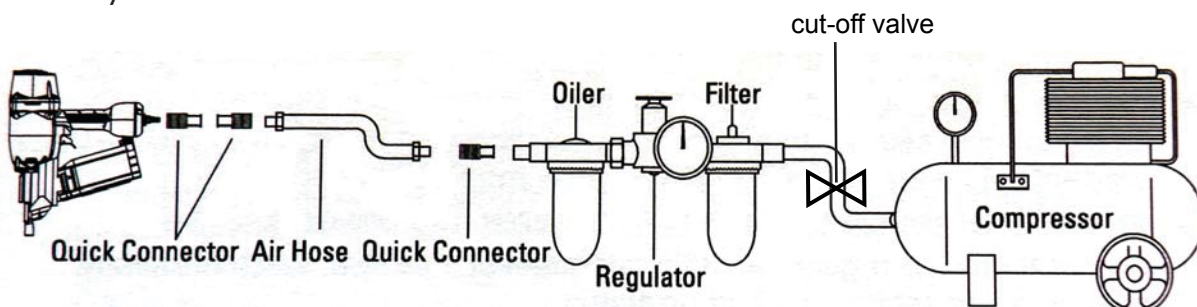 cut-off valve
Oiler
Filter
Compressor
Quick Connector Air Hose Quick Connector
Regulator